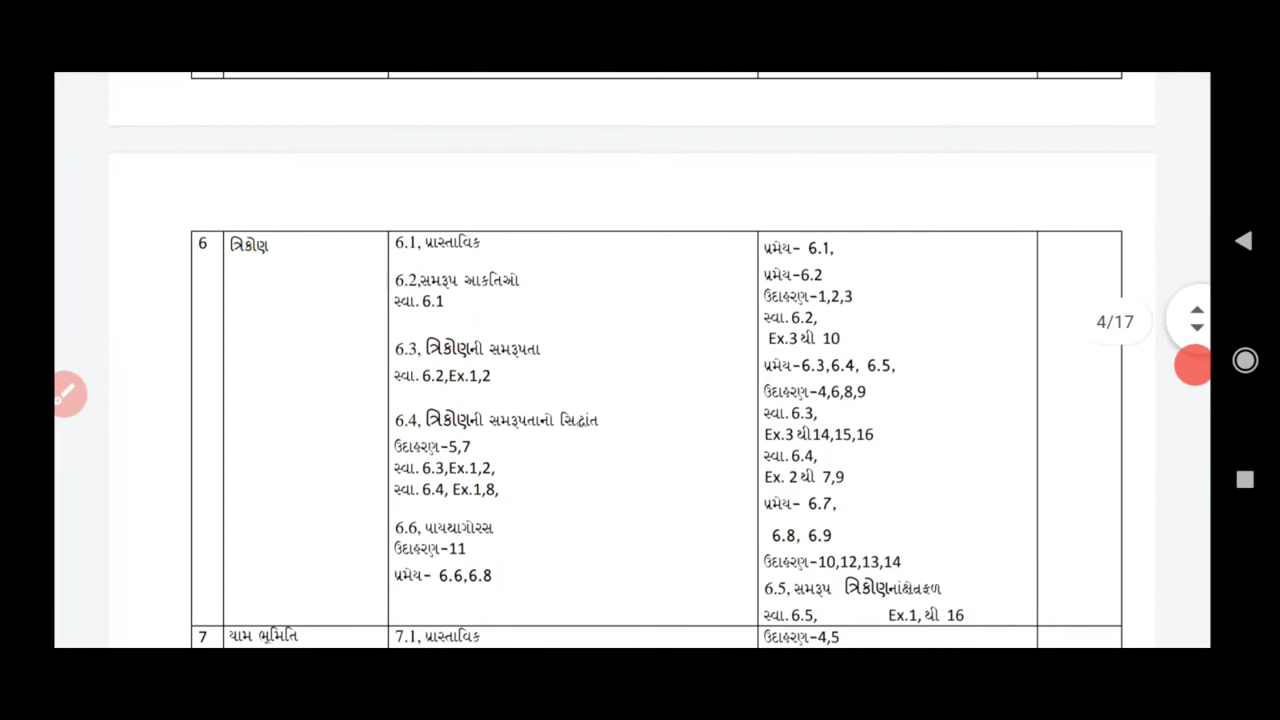 6
ત્રિકોણ
6.1, પ્રાસ્તાવિક
6.2,સમરૂપ આકતિઓ
સ્વા. 6.1
6.3, ત્રિકોણની સમરૂપતા
સ્વા. 6.2,Ex.1,2
6.4, ત્રિકોણની સમરૂપતાનો સિદ્ધાંત
ઉદાહરણ-5,7
સ્વા. 6.3,Ex.1,2,
સ્વા. 6.4, Ex.1,8,
6.6, પાયથાગોરસ
ઉદાહરણ-11
પ્રમેય- 6.6,6.8
પ્રમેય- 6.1,
પ્રમેય-6.2
ઉદાહરણ-1,2,3
સ્વા. 6.2,
Ex.3 થી 10
પ્રમેય-6.3,6.4, 6.5,
ઉદાહરણ-4,6,8,9
સ્વા. 6.3,
Ex.3 થી14,15,16
સ્વા. 6.4,
Ex. 2 થી 7,9
પ્રમેય- 6.7,
6.8, 6.9
ઉદાહરણ-10,12,13,14
6.5, સમરૂપ ત્રિકોણનાંક્ષેત્રફળ
સ્વા. 6.5, Ex.1, થી 16
4/17
7
યામ ભૂમિતિ
7.1, પ્રાસ્તાવિક
ઉદાહરણ-4,5